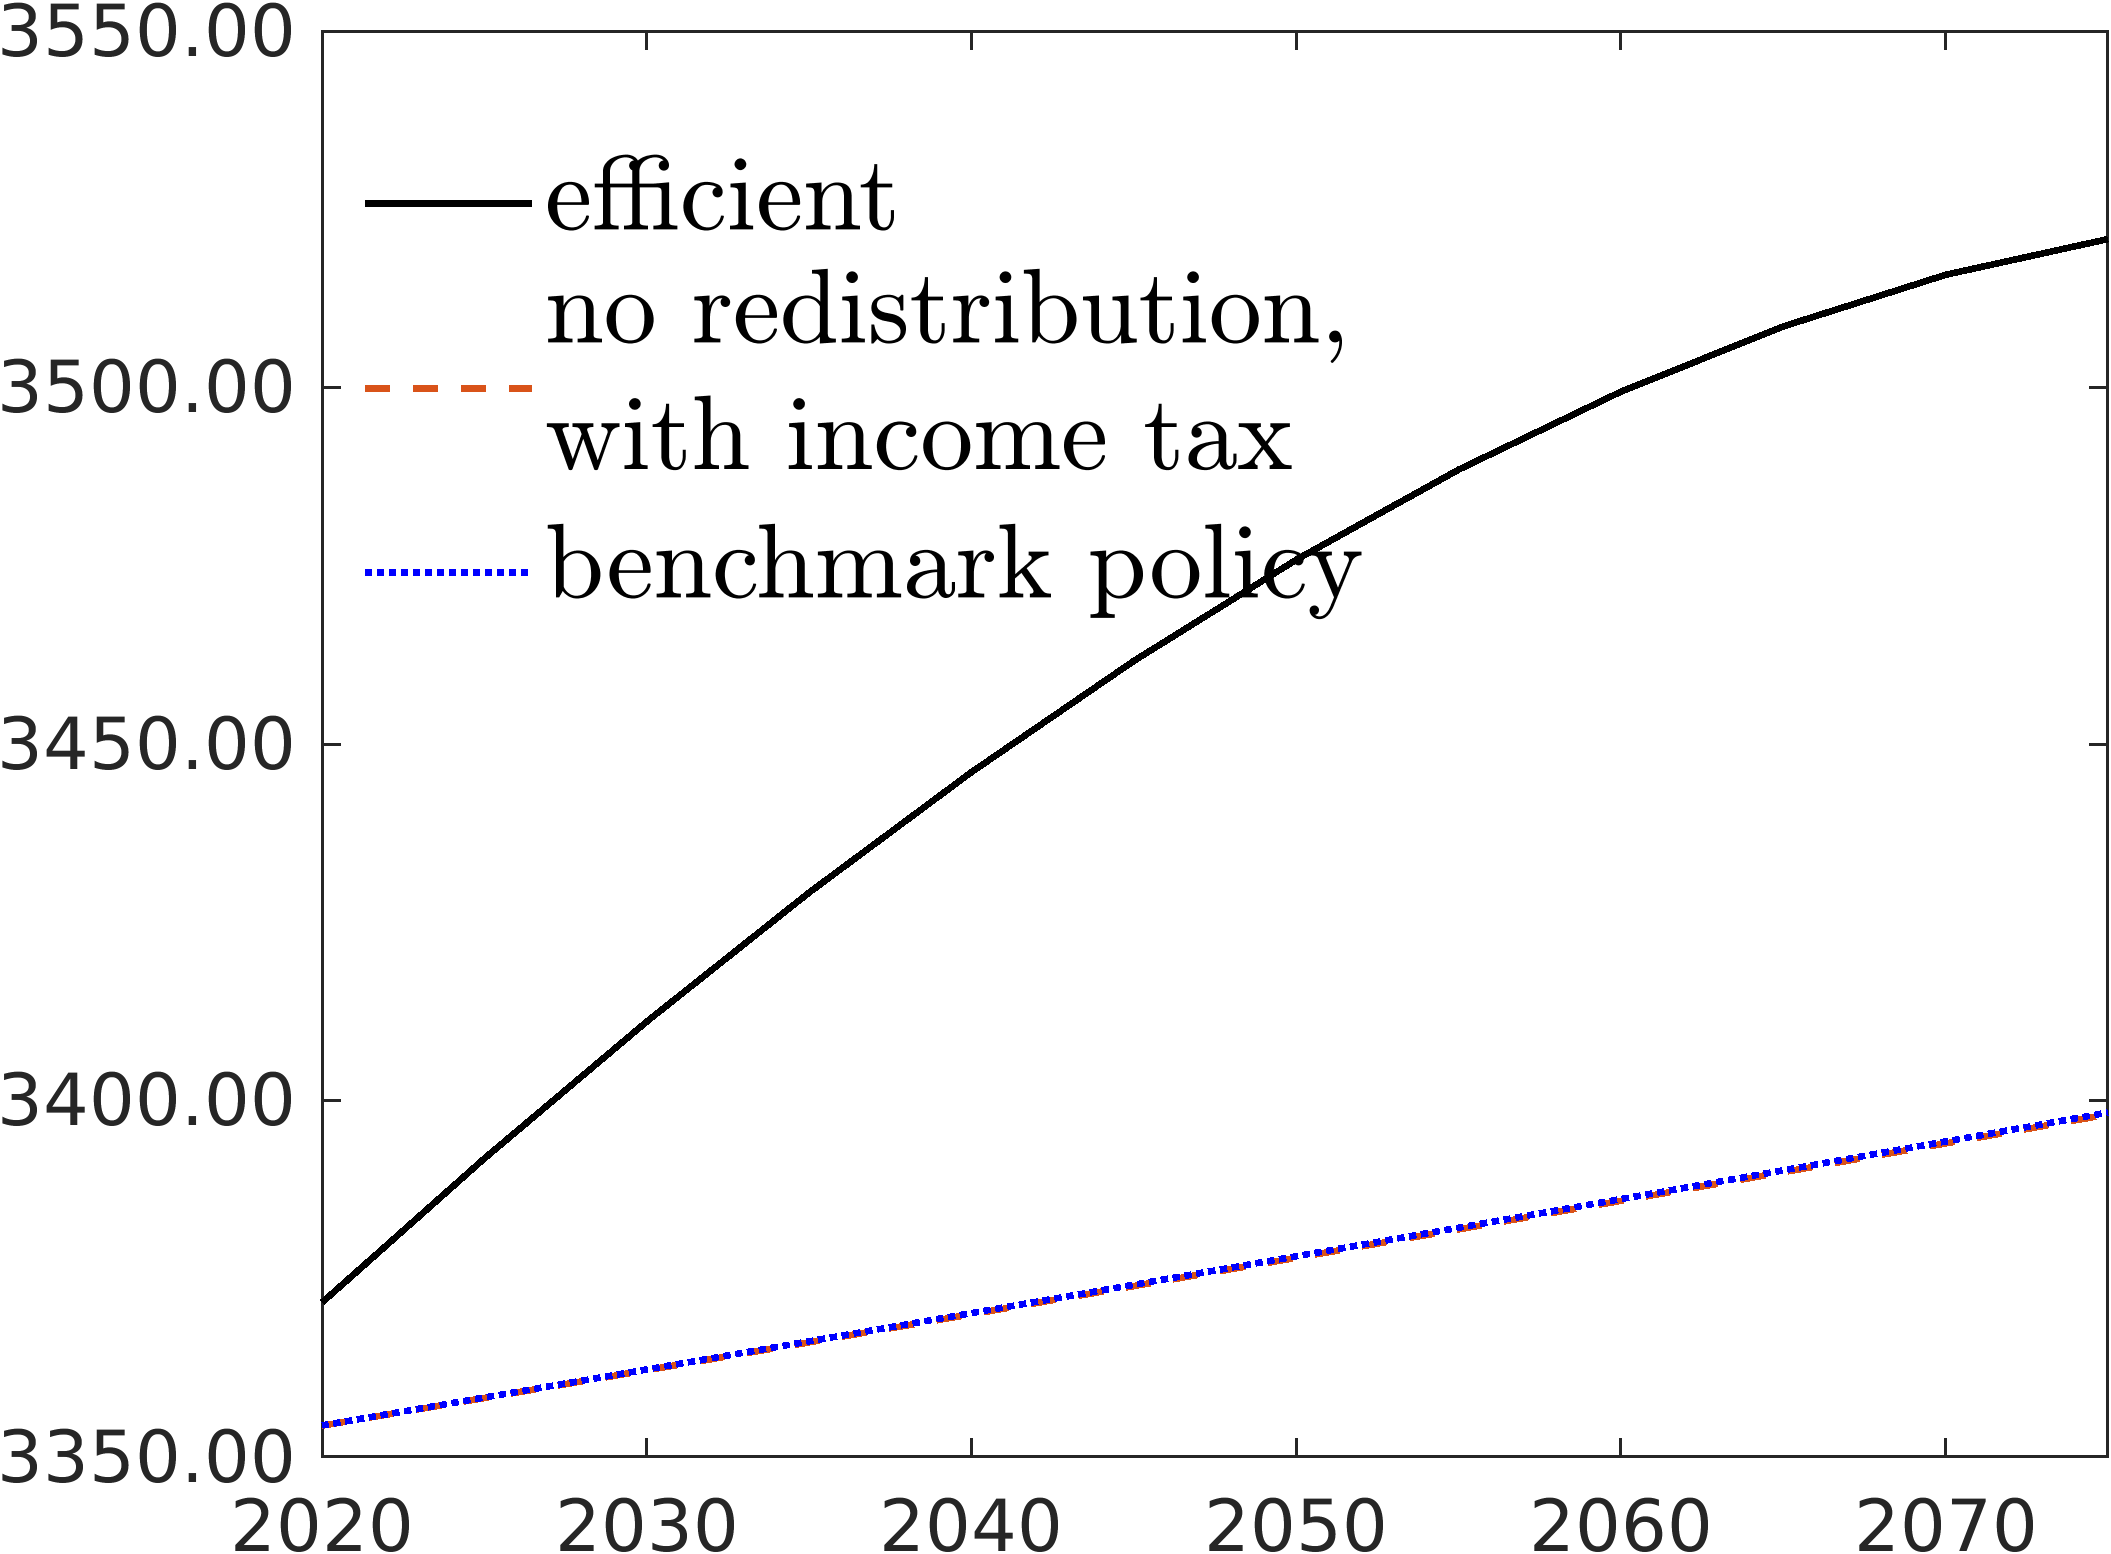 3550.00
efficient
no redistribution,
3500.00
with income tax
benchmark policy
3450.00
3400.00
3350.00
2020 2030 2040 2050 2060 2070